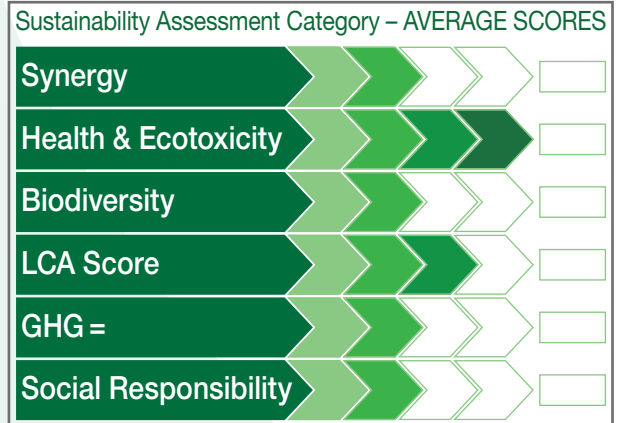 Sustainability Assessment Category – AVERAGE SCORES
Synergy
Health & Ecotoxicity
Biodiversity
LCA Score
GHG =
Social Responsibility